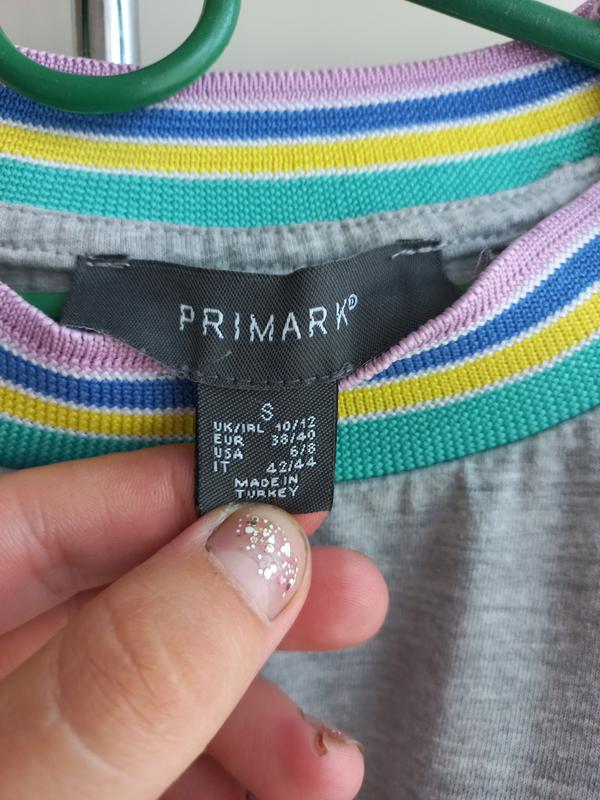 PRIMARK®
S
UK/IRL 10/12
EUR 38/40
USA 6/8
IT 42/44
MADE IN
TURKEY